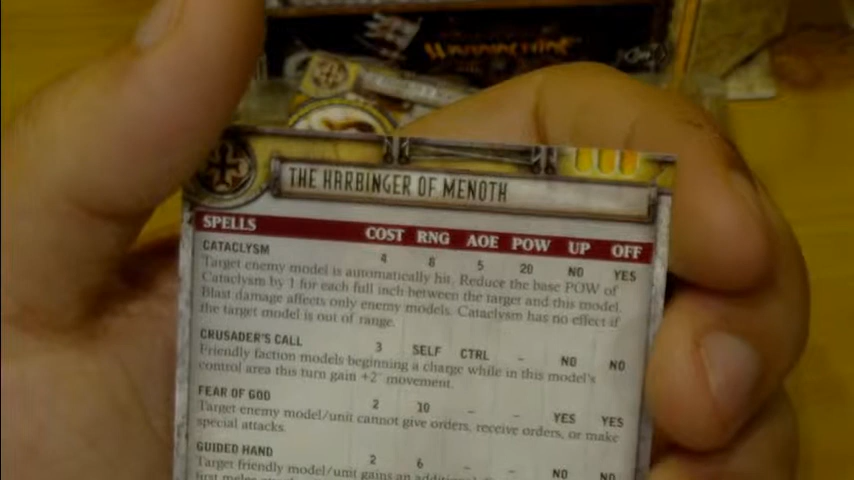 WARMACHINE
THE HARBINGER OF MENOTH
SPELLS COST RNG AOE POW UP OFF
CATACLYSM 4 8 5 20 NO YES
Target enemy model is automatically hit. Reduce the base POW of
Cataclysm by 1 for each full inch between the target and this model.
Blast damage affects only enemy models. Cataclysm has no effect if
the target model is out of range.
CRUSADER'S CALL 3 SELF CTRL - NO NO
Friendly faction models beginning a charge while in this model's
control area this turn gain +2" movement.
FEAR OF GOD 2 10 - - YES YES
Target enemy model/unit cannot give orders, receive orders, or make
special attacks.
GUIDED HAND 2 6 - - NO NO
Target friendly model/unit gains an additional
first melee